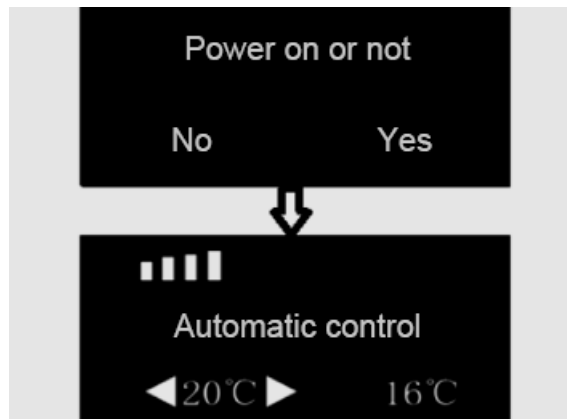 Power on or not
No Yes
Automatic control
20℃ 16℃